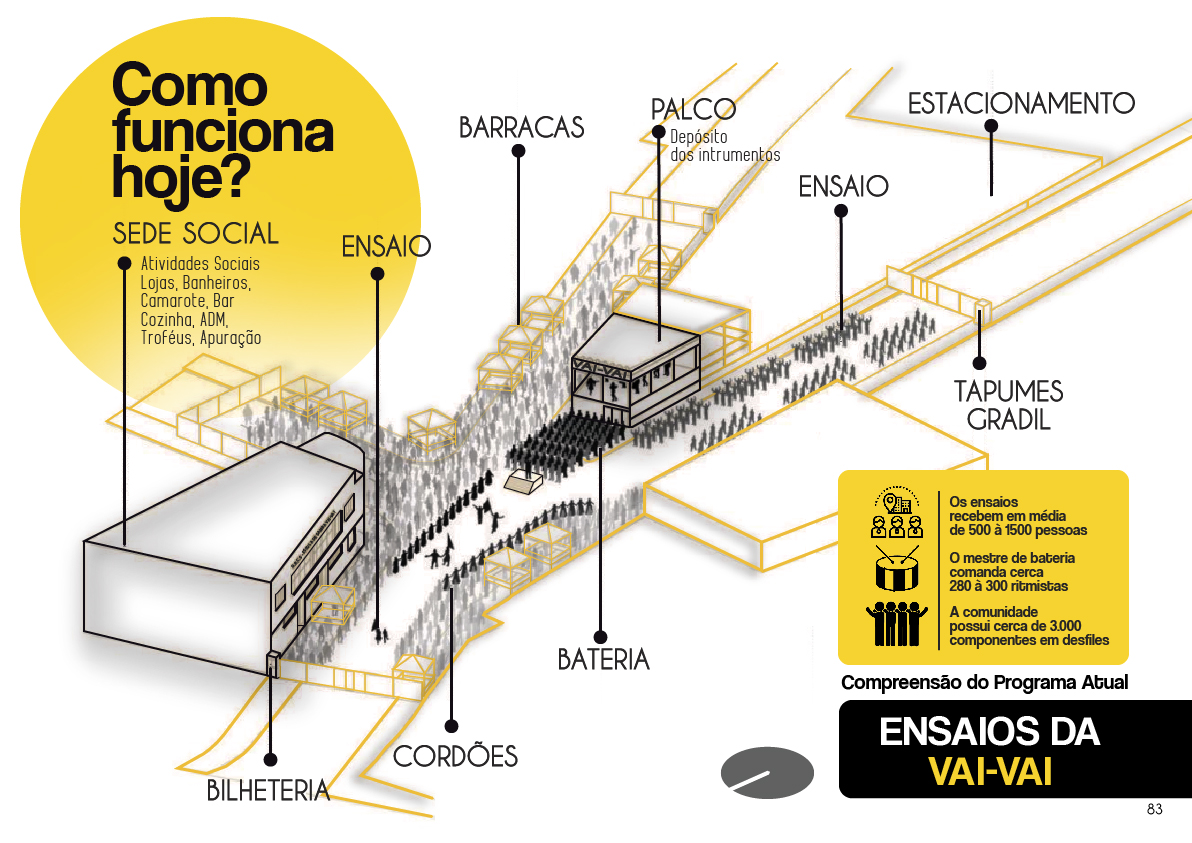 Como
funciona
hoje?
SEDE SOCIAL
Atividades Sociais
Lojas, Banheiros,
Camarote, Bar
Cozinha, ADM,
Troféus, Apuração
ENSAIO
BARRACAS
PALCO
Depósito
dos intrumentos
ENSAIO
ESTACIONAMENTO
VAI-VAI
TAPUMES
GRADIL
BATERIA
CORDÕES
BILHETERIA
Os ensaios
recebem em média
de 500 à 1500 pessoas
O mestre de bateria
comanda cerca
280 à 300 ritmistas
A comunidade
possui cerca de 3.000
componentes em desfiles
Compreensão do Programa Atual
ENSAIOS DA
VAI-VAI
83